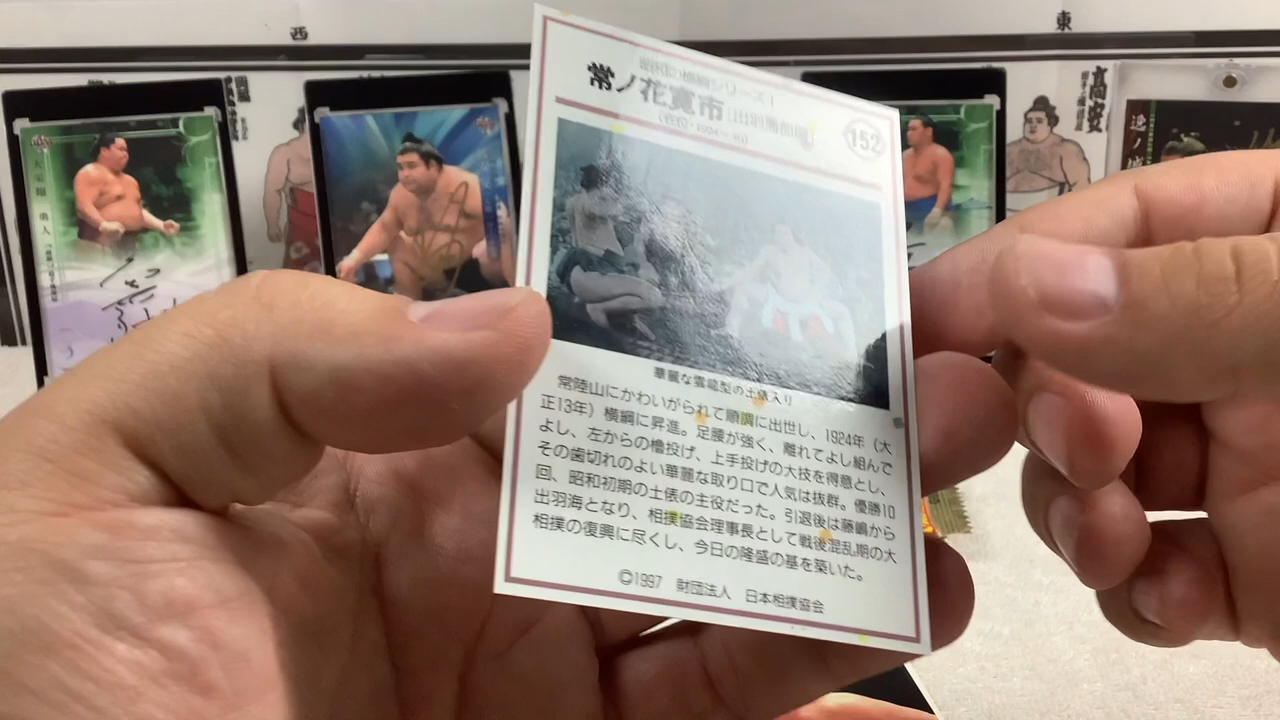 西
東
髙安
逸ノ城
常ノ花寛市
152
華麗な雲龍型の土俵入り
常陸山にかわいがられて順調に出世し、1924年（大
正13年）横綱に昇進。足腰が強く、離れてよし組んで
よし、左からの櫓投げ、上手投げの大技を得意とし、
その歯切れのよい華麗な取り口で人気は抜群。優勝10
回、昭和初期の土俵の主役だった。引退後は藤嶋から
出羽海となり、相撲協会理事長として戦後混乱期の大
相撲の復興に尽くし、今日の隆盛の基を築いた。
©1997 財団法人 日本相撲協会